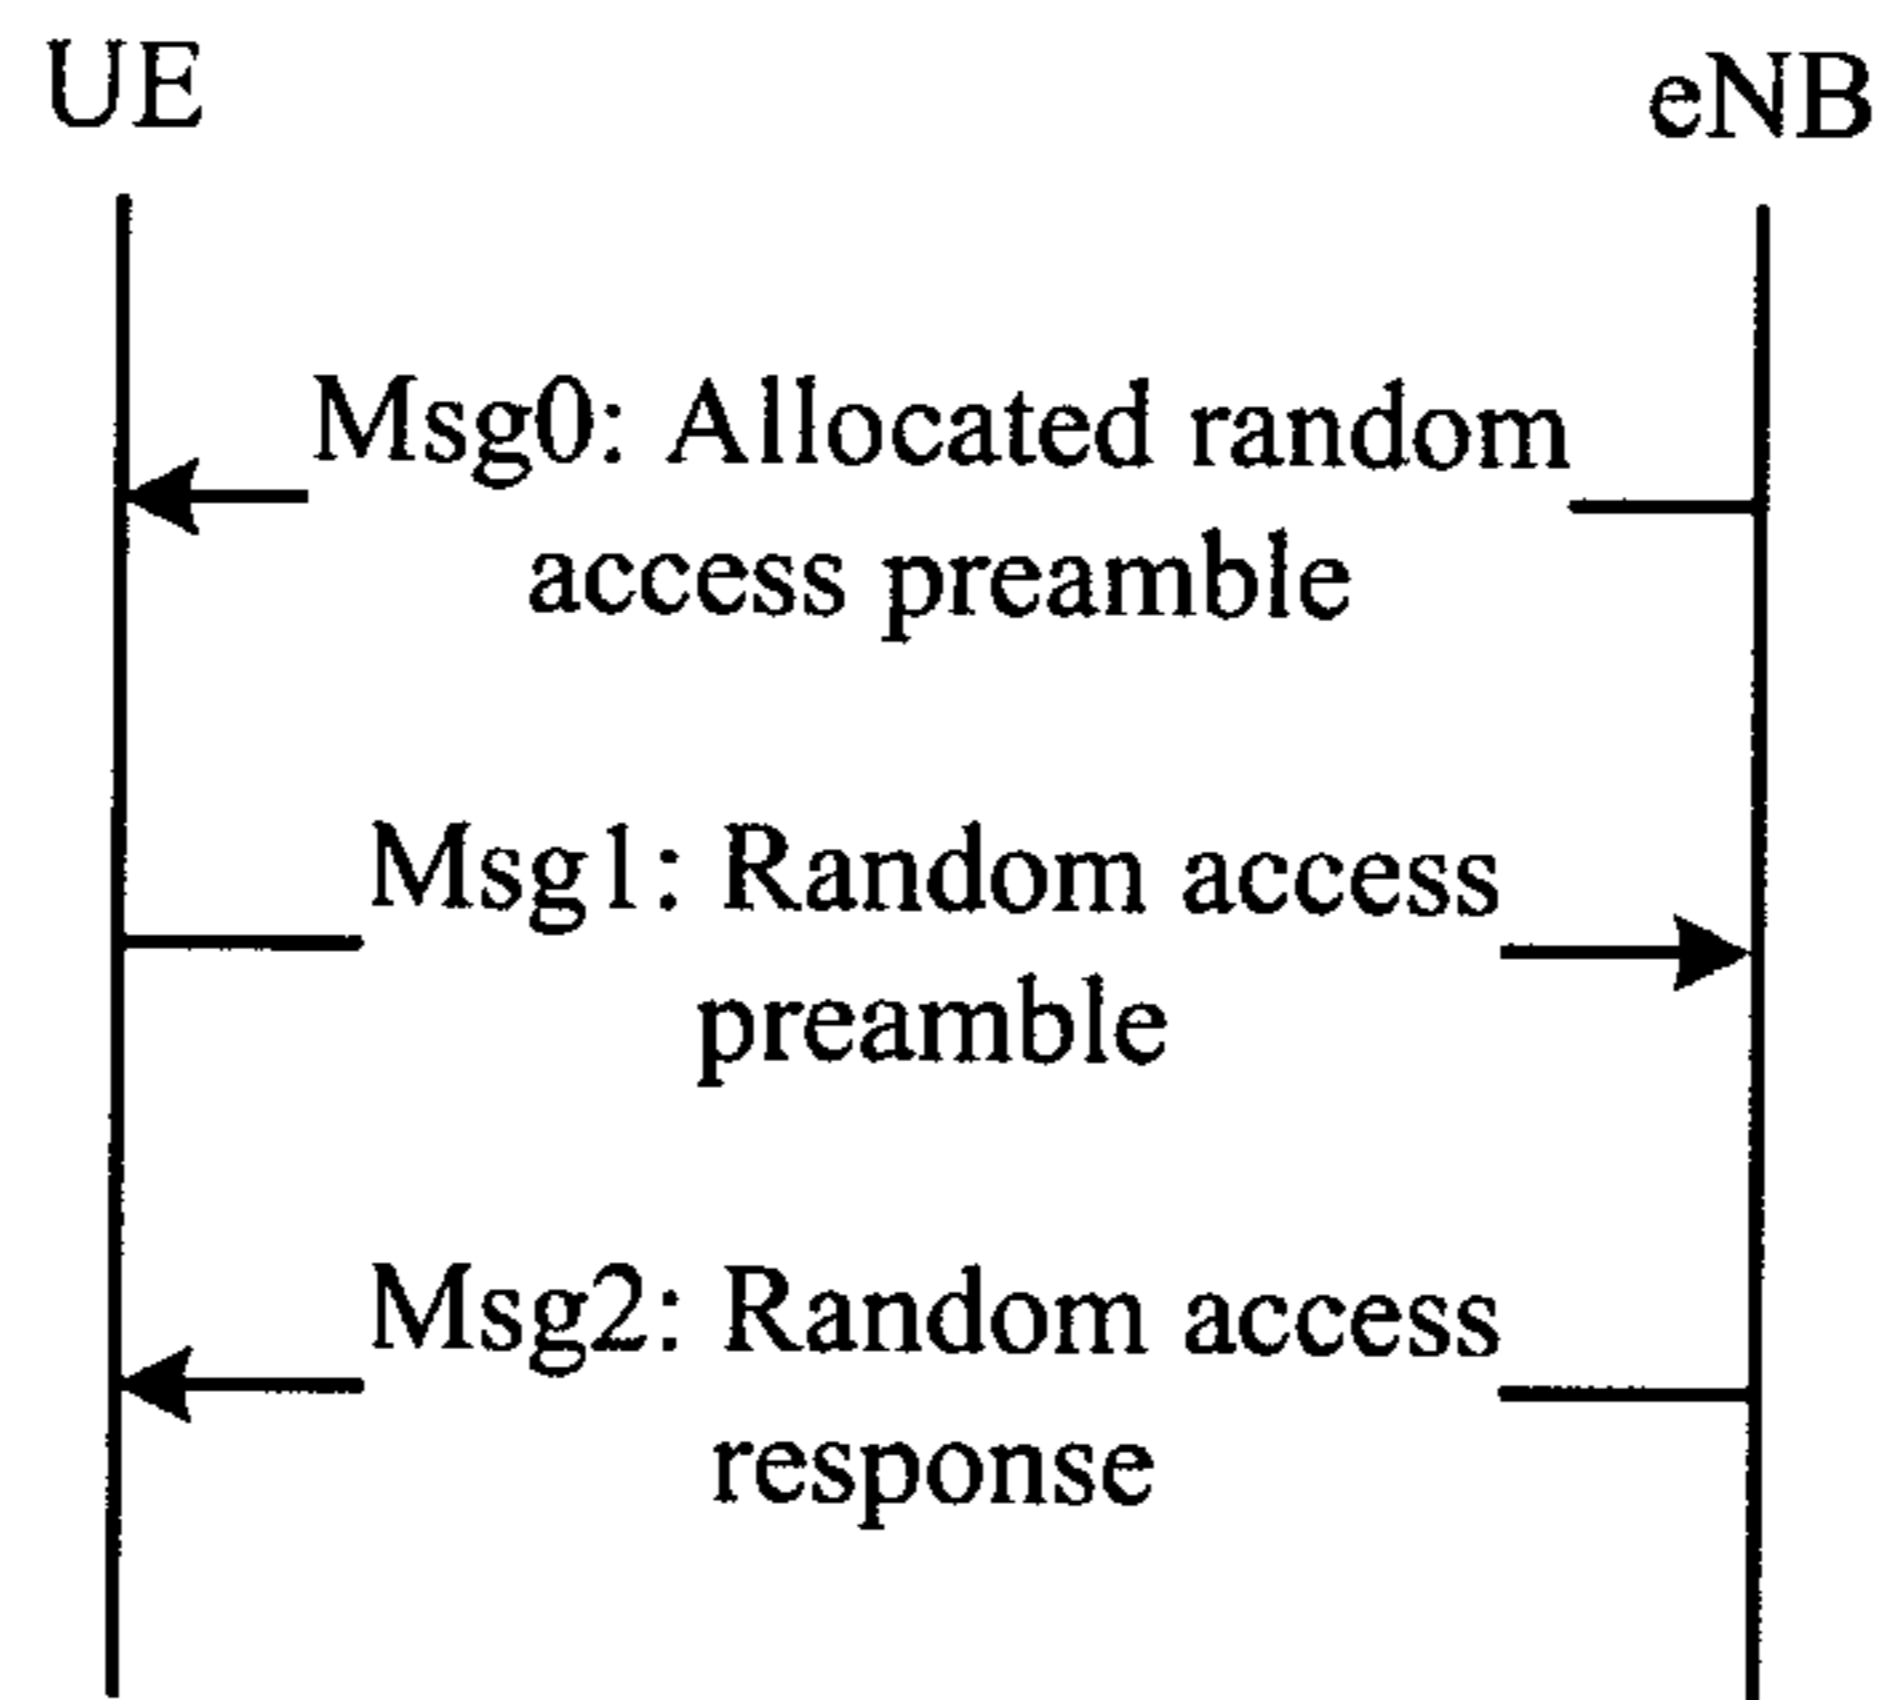 UE
eNB
Msg0: Allocated random
access preamble
Msg1: Random access
preamble
Msg2: Random access
response